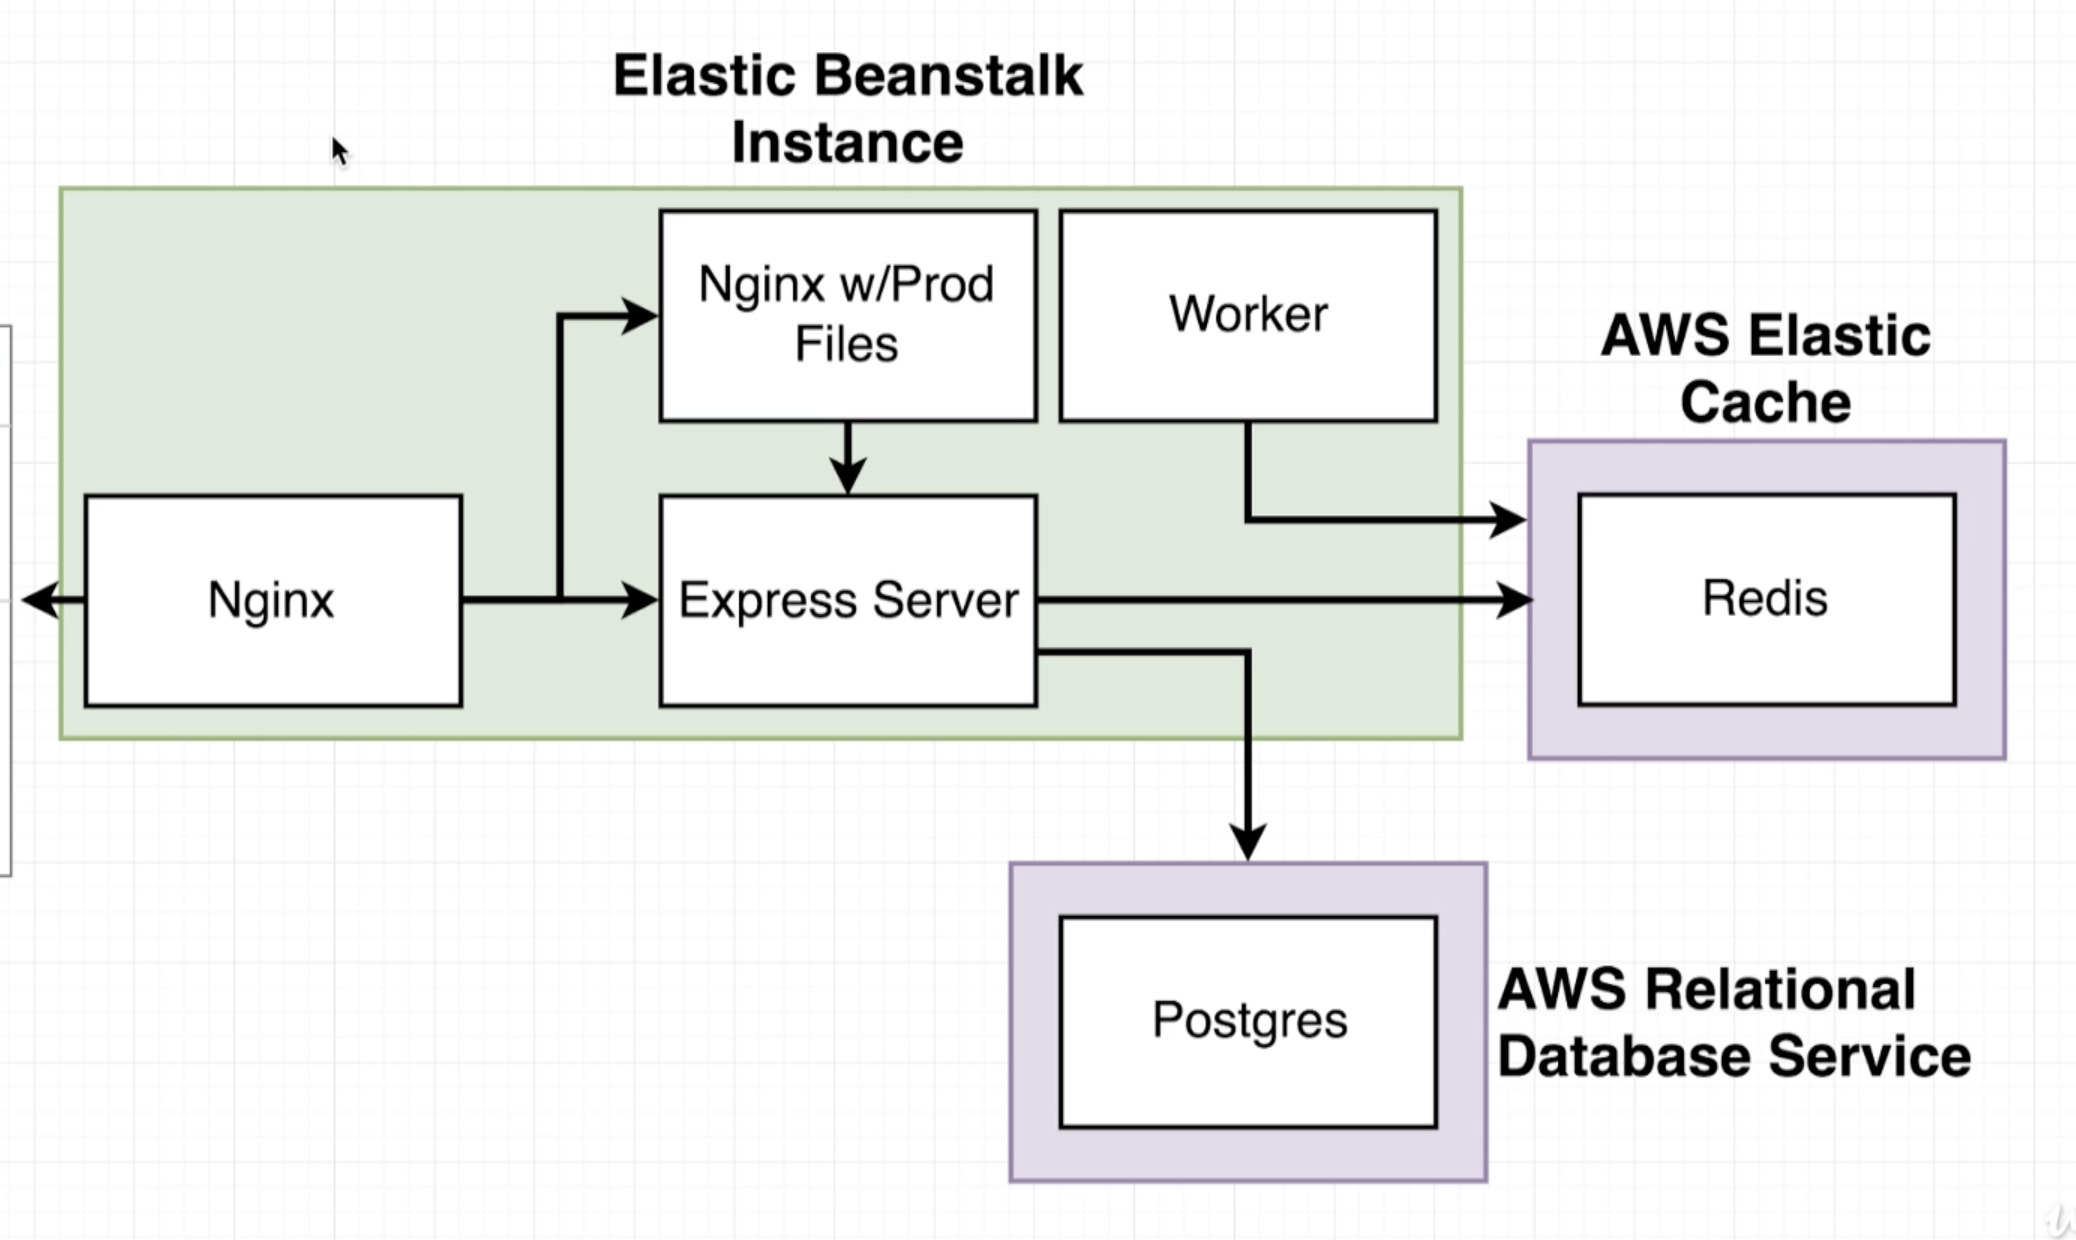 Elastic Beanstalk
Instance
Nginx w/Prod
Files
Worker
AWS Elastic
Cache
Nginx
Express Server
Redis
Postgres
AWS Relational
Database Service